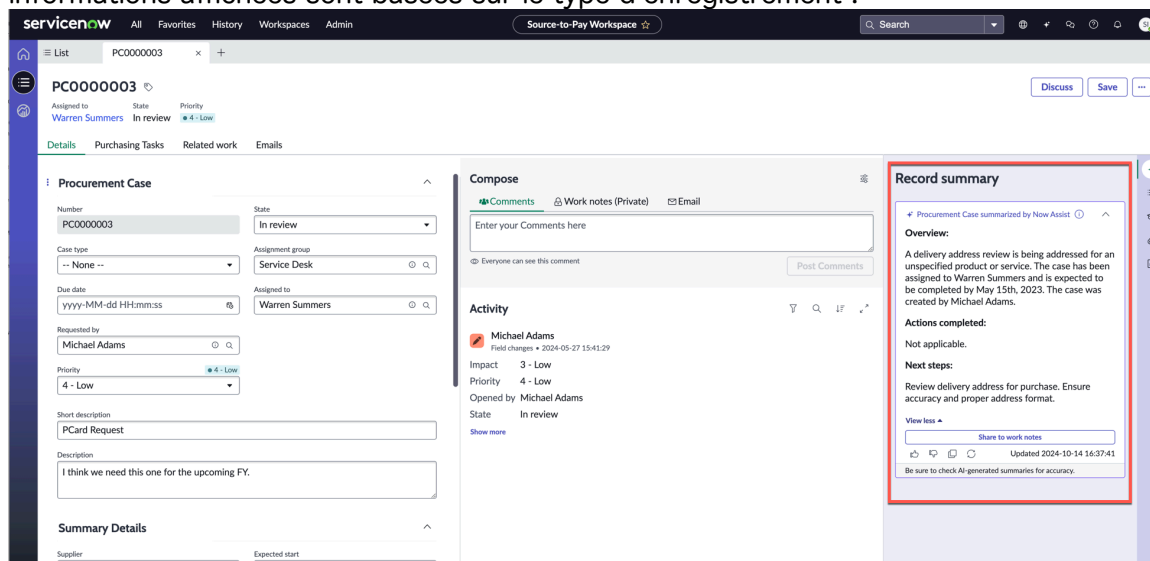 informations affichées sont basées sur le type d'enregistrement :
servicenow All Favorites History Workspaces Admin Source-to-Pay Workspace Search
List PC0000003 × +
PC0000003
Discuss Save ...
Assigned to State Priority
Warren Summers In review 4 - Low
Details Purchasing Tasks Related work Emails
Procurement Case
Number State
PC0000003 In review
Case type Assignment group
-- None -- Service Desk
Due date Assigned to
yyyy-MM-dd HH:mm:ss Warren Summers
Requested by
Michael Adams
Priority 4 - Low
4 - Low
Short description
PCard Request
Description
I think we need this one for the upcoming FY.
Summary Details
Supplier Expected start
Compose
Comments Work notes (Private) Email
Enter your Comments here
Everyone can see this comment Post Comments
Activity
Michael Adams
Field changes • 2024-05-27 15:41:29
Impact 3 - Low
Priority 4 - Low
Opened by Michael Adams
State In review
Show more
Record summary
Procurement Case summarized by Now Assist
Overview:
A delivery address review is being addressed for an
unspecified product or service. The case has been
assigned to Warren Summers and is expected to
be completed by May 15th, 2023. The case was
created by Michael Adams.
Actions completed:
Not applicable.
Next steps:
Review delivery address for purchase. Ensure
accuracy and proper address format.
View less
Share to work notes
Updated 2024-10-14 16:37:41
Be sure to check AI-generated summaries for accuracy.